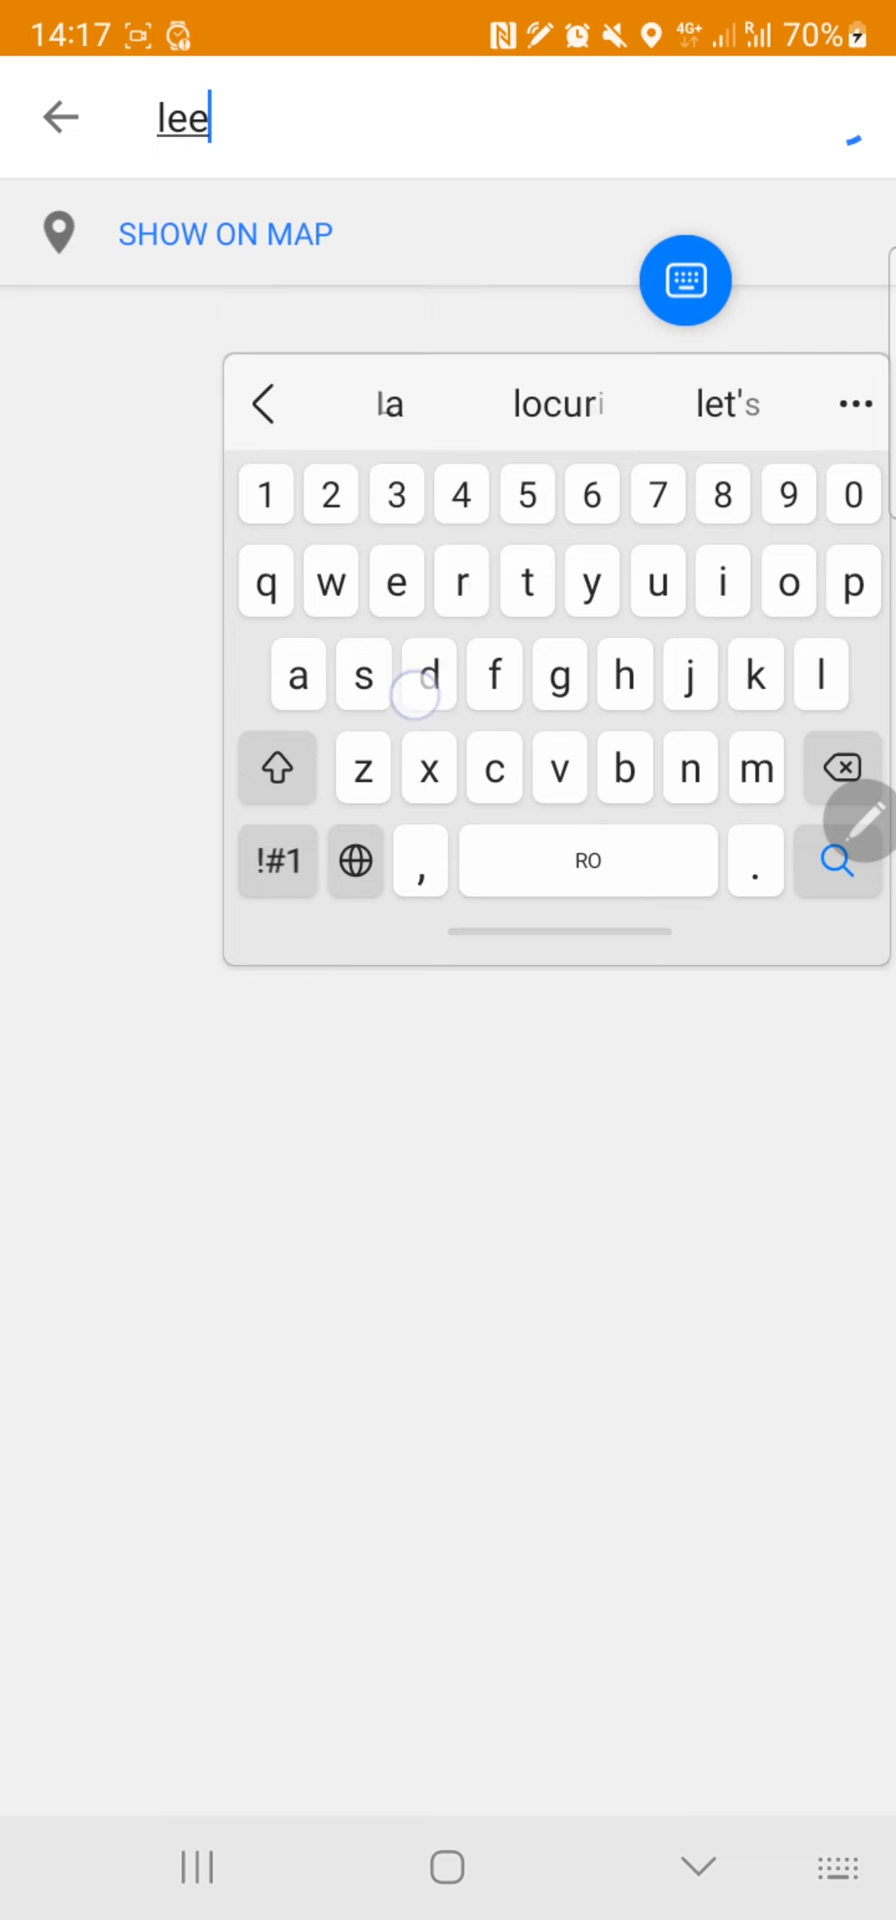 14:17 4G+ R 70%
lee
SHOW ON MAP
la locuri let's
1 2 3 4 5 6 7 8 9 0
q w e r t y u i o p
a s d f g h j k l
z x c v b n m
!#1 , RO .